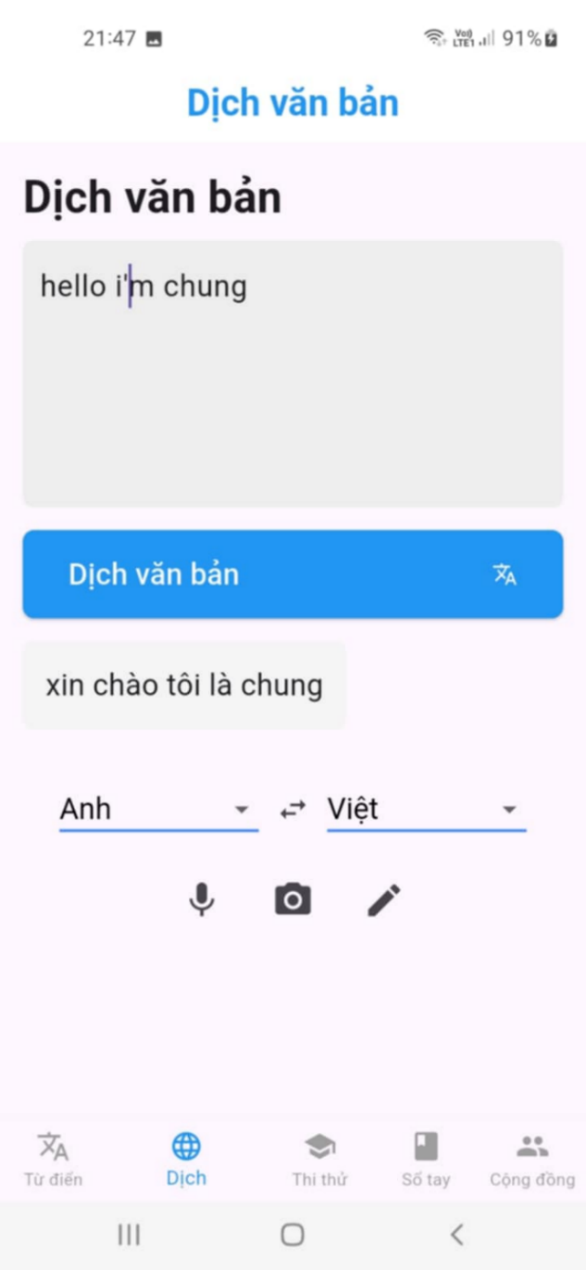 21:47 91%
Dịch văn bản
Dịch văn bản
hello i'm chung
Dịch văn bản
xin chào tôi là chung
Anh Việt
Từ điển Dịch Thi thử Sổ tay Cộng đồng